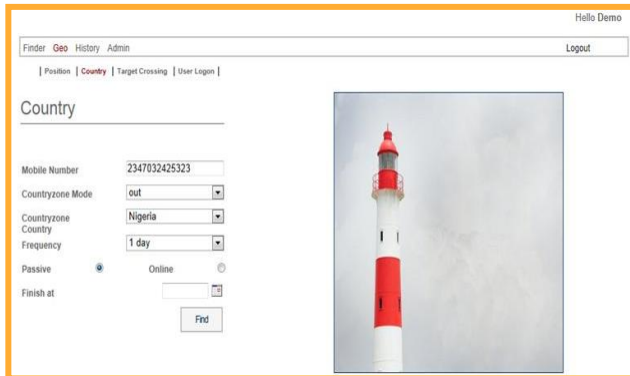 Hello Demo
Finder Geo History Admin Logout
| Position | Country | Target Crossing | User Logon |
Country
Mobile Number 2347032425323
Countryzone Mode out
Countryzone Country Nigeria
Frequency 1 day
Passive Online
Finish at
Find